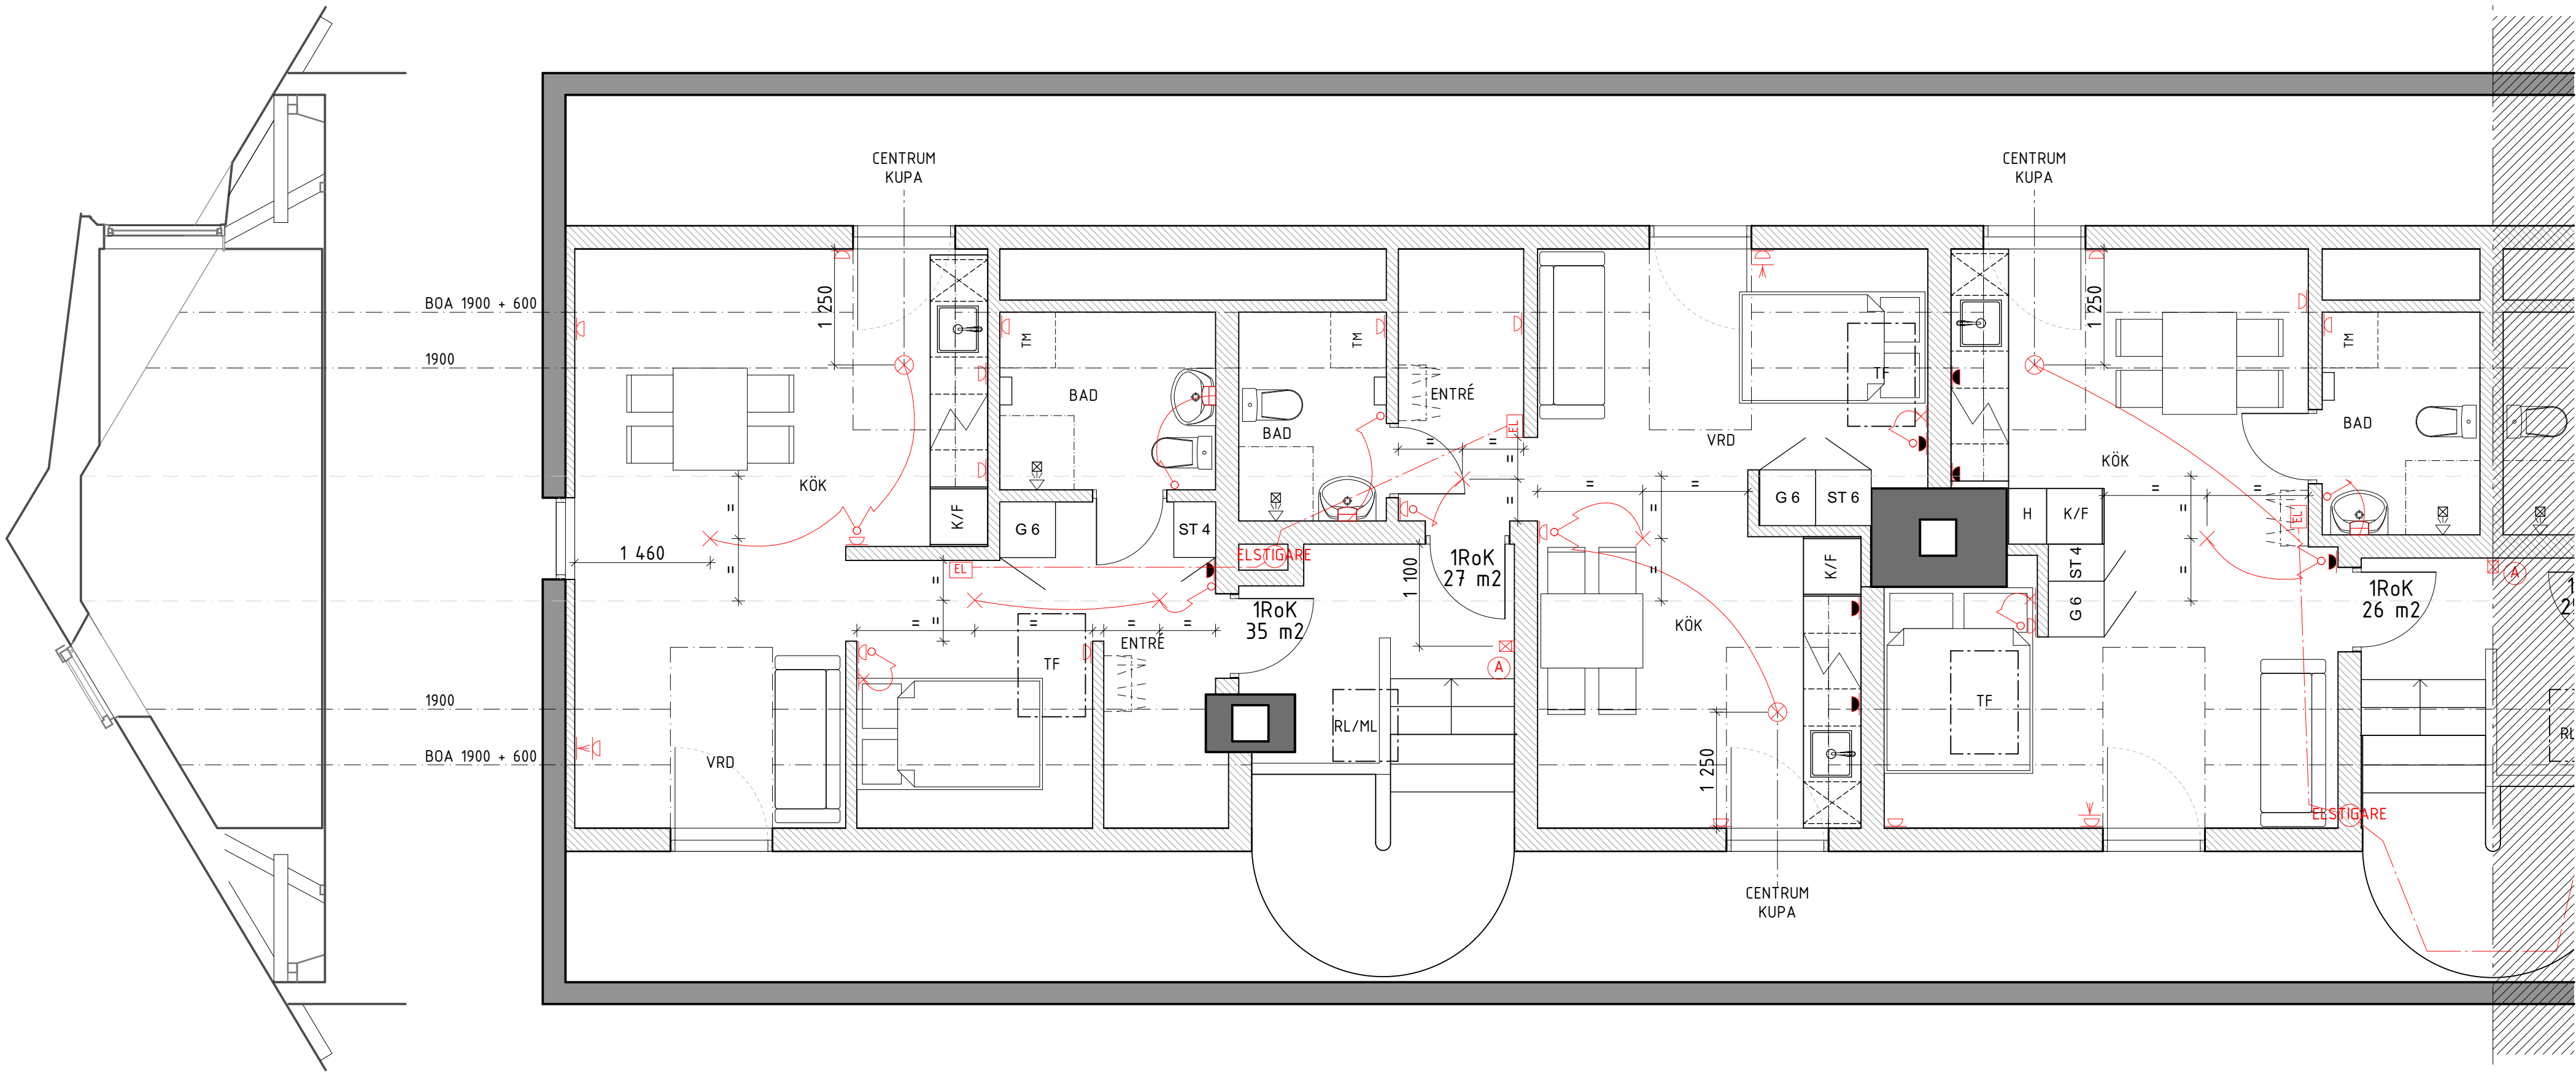 CENTRUM
KUPA
CENTRUM
KUPA
BOA 1900 + 600
1900
1900
BOA 1900 + 600
1 250
KÖK
K/F
1 460
=
=
TM
BAD
G 6
ST 4
EL
ELSTIGARE
=
=
=
=
=
=
1RoK
35 m2
ENTRÉ
TF
VRD
TM
BAD
ENTRÉ
EL
=
=
=
=
1RoK
27 m2
1 100
A
RL/ML
VRD
TF
=
=
G 6
ST 6
=
=
K/F
KÖK
1 250
CENTRUM
KUPA
1 250
KÖK
H
K/F
ST 4
G 6
=
=
=
=
EL
TM
BAD
1RoK
26 m2
A
TF
ELSTIGARE